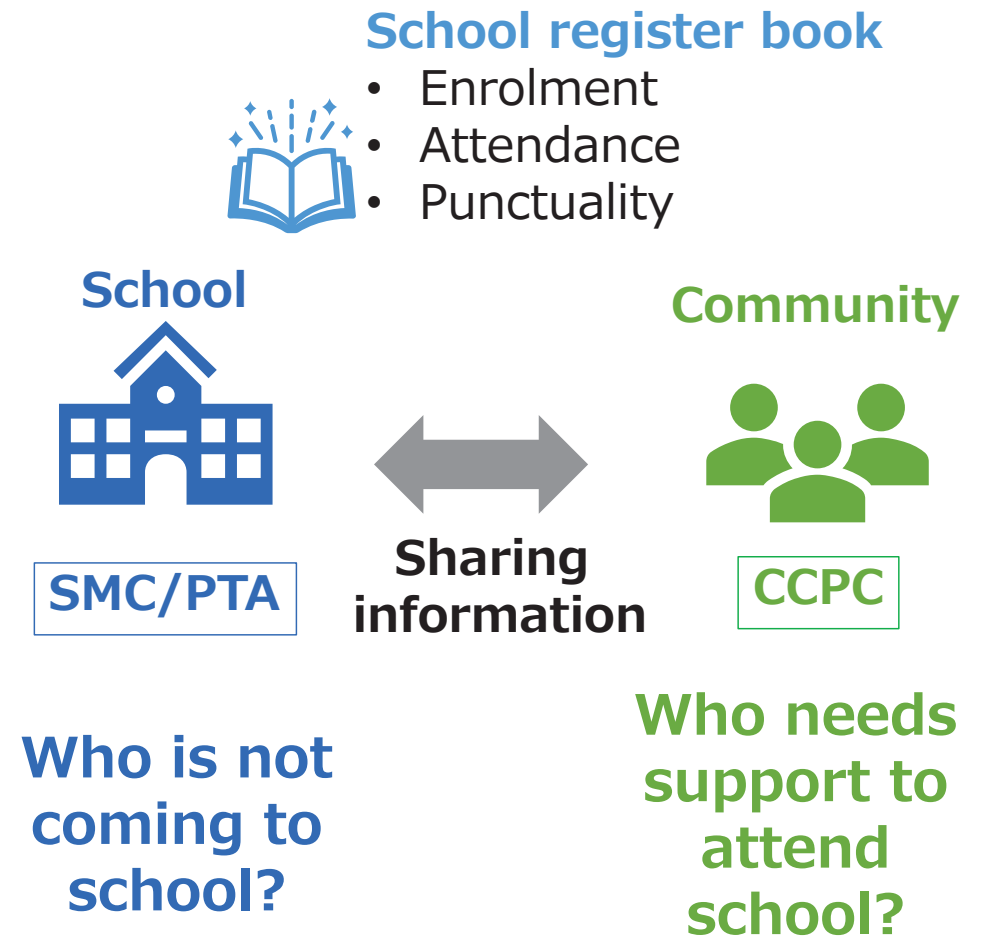 School register book
• Enrolment
• Attendance
• Punctuality
School
Community
Sharing
information
SMC/PTA
CCPC
Who is not
coming to
school?
Who needs
support to
attend
school?